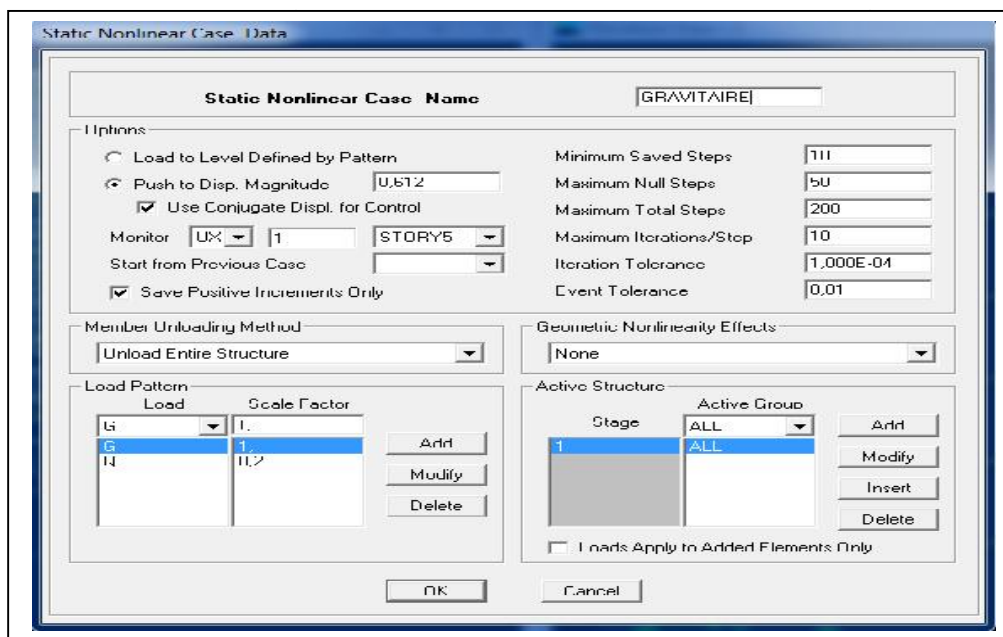 Static Nonlinear Case Data
Static Nonlinear Case Name GRAVITAIRE
Options
Load to Level Defined by Pattern
Push to Disp. Magnitude 0,612
Use Conjugate Displ. for Control
Monitor UX 1 STORY5
Start from Previous Case
Save Positive Increments Only
Minimum Saved Steps 10
Maximum Null Steps 50
Maximum Total Steps 200
Maximum Iterations/Step 10
Iteration Tolerance 1,000E-04
Event Tolerance 0,01
Member Unloading Method
Unload Entire Structure
Geometric Nonlinearity Effects
None
Load Pattern
Load Scale Factor
G 1,
G 1,
0,2
Add
Modify
Delete
Active Structure
Active Group
Stage ALL
1 ALL
Add
Modify
Insert
Delete
Loads Apply to Added Elements Only
OK Cancel